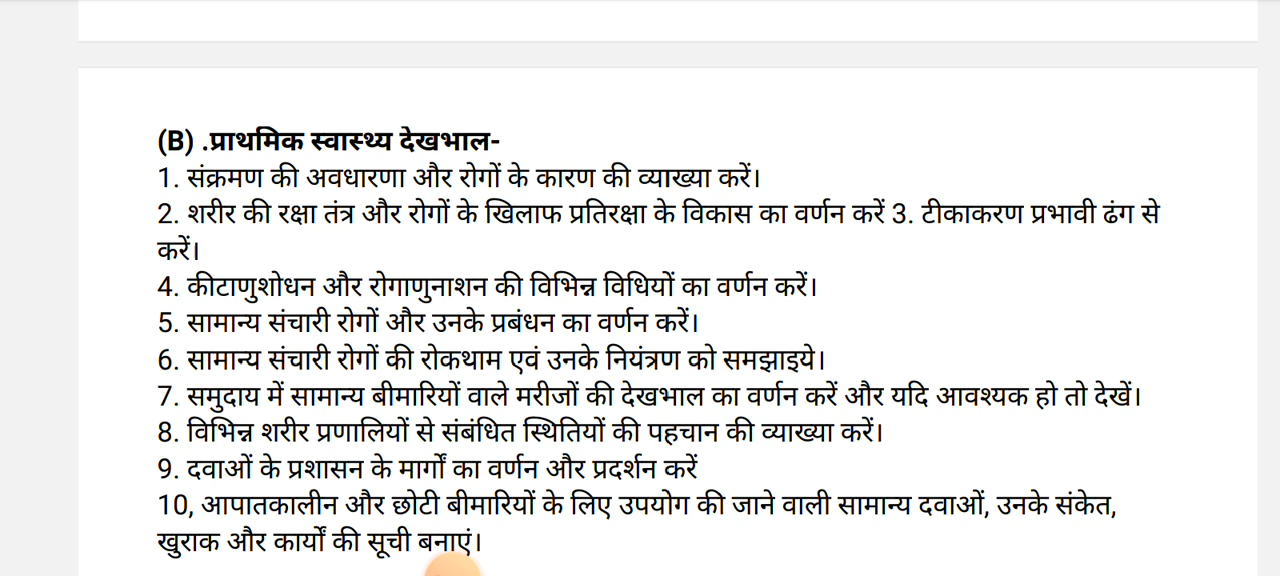 (B) .प्राथमिक स्वास्थ्य देखभाल-
1. संक्रमण की अवधारणा और रोगों के कारण की व्याख्या करें।
2. शरीर की रक्षा तंत्र और रोगों के खिलाफ प्रतिरक्षा के विकास का वर्णन करें 3. टीकाकरण प्रभावी ढंग से
करें।
4. कीटाणुशोधन और रोगाणुनाशन की विभिन्न विधियों का वर्णन करें।
5. सामान्य संचारी रोगों और उनके प्रबंधन का वर्णन करें।
6. सामान्य संचारी रोगों की रोकथाम एवं उनके नियंत्रण को समझाइये।
7. समुदाय में सामान्य बीमारियों वाले मरीजों की देखभाल का वर्णन करें और यदि आवश्यक हो तो देखें।
8. विभिन्न शरीर प्रणालियों से संबंधित स्थितियों की पहचान की व्याख्या करें।
9. दवाओं के प्रशासन के मार्गों का वर्णन और प्रदर्शन करें
10, आपातकालीन और छोटी बीमारियों के लिए उपयोग की जाने वाली सामान्य दवाओं, उनके संकेत,
खुराक और कार्यों की सूची बनाएं।